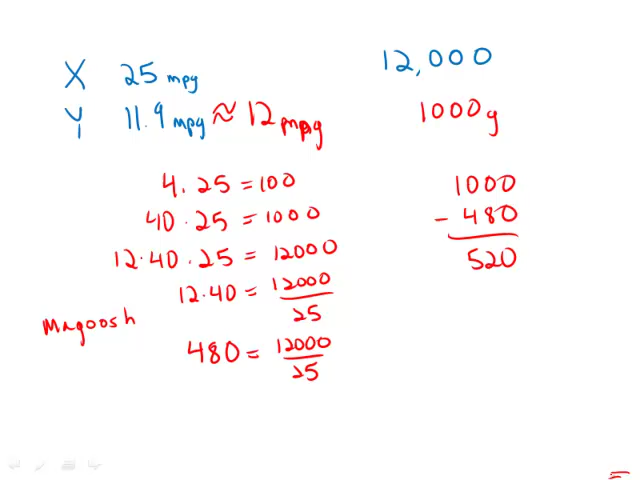 X 25 mpg
12,000
Y 11.9 mpg ≈ 12 mpg
1000g
4 . 25 = 100
40 · 25 = 1000
12·40 · 25 = 12000
12·40 = 12000
25
480 = 12000
25
1000
- 480
520
Magoosh